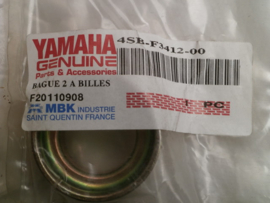 YAMAHA
GENUINE
Parts & Accessories
4SB-F3412-00
BAGUE 2 A BILLES
F20110908
1 PC
MBK INDUSTRIE
SAINT QUENTIN FRANCE